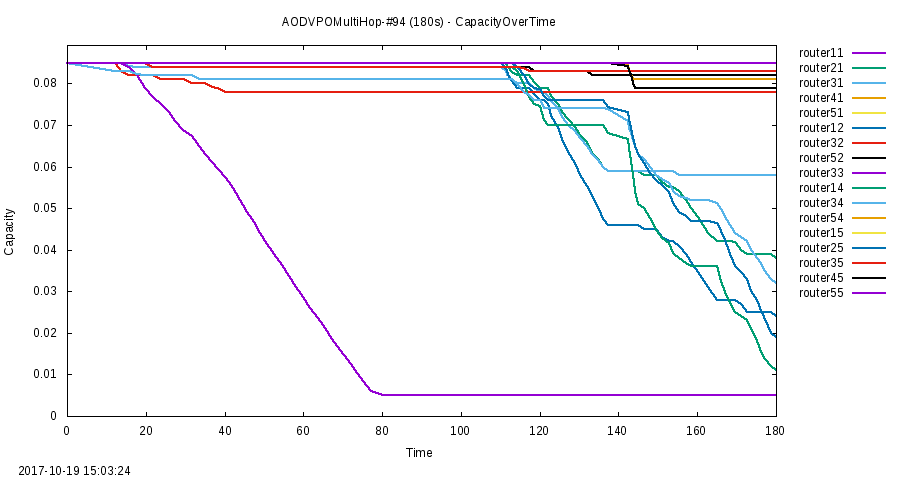 AODVPOMultiHop-#94 (180s) - CapacityOverTime
router11
router21
router31
router41
router51
router12
router32
router52
router33
router14
router34
router54
router15
router25
router35
router45
router55
Capacity
0.08
0.07
0.06
0.05
0.04
0.03
0.02
0.01
0
0 20 40 60 80 100 120 140 160 180
Time
2017-10-19 15:03:24